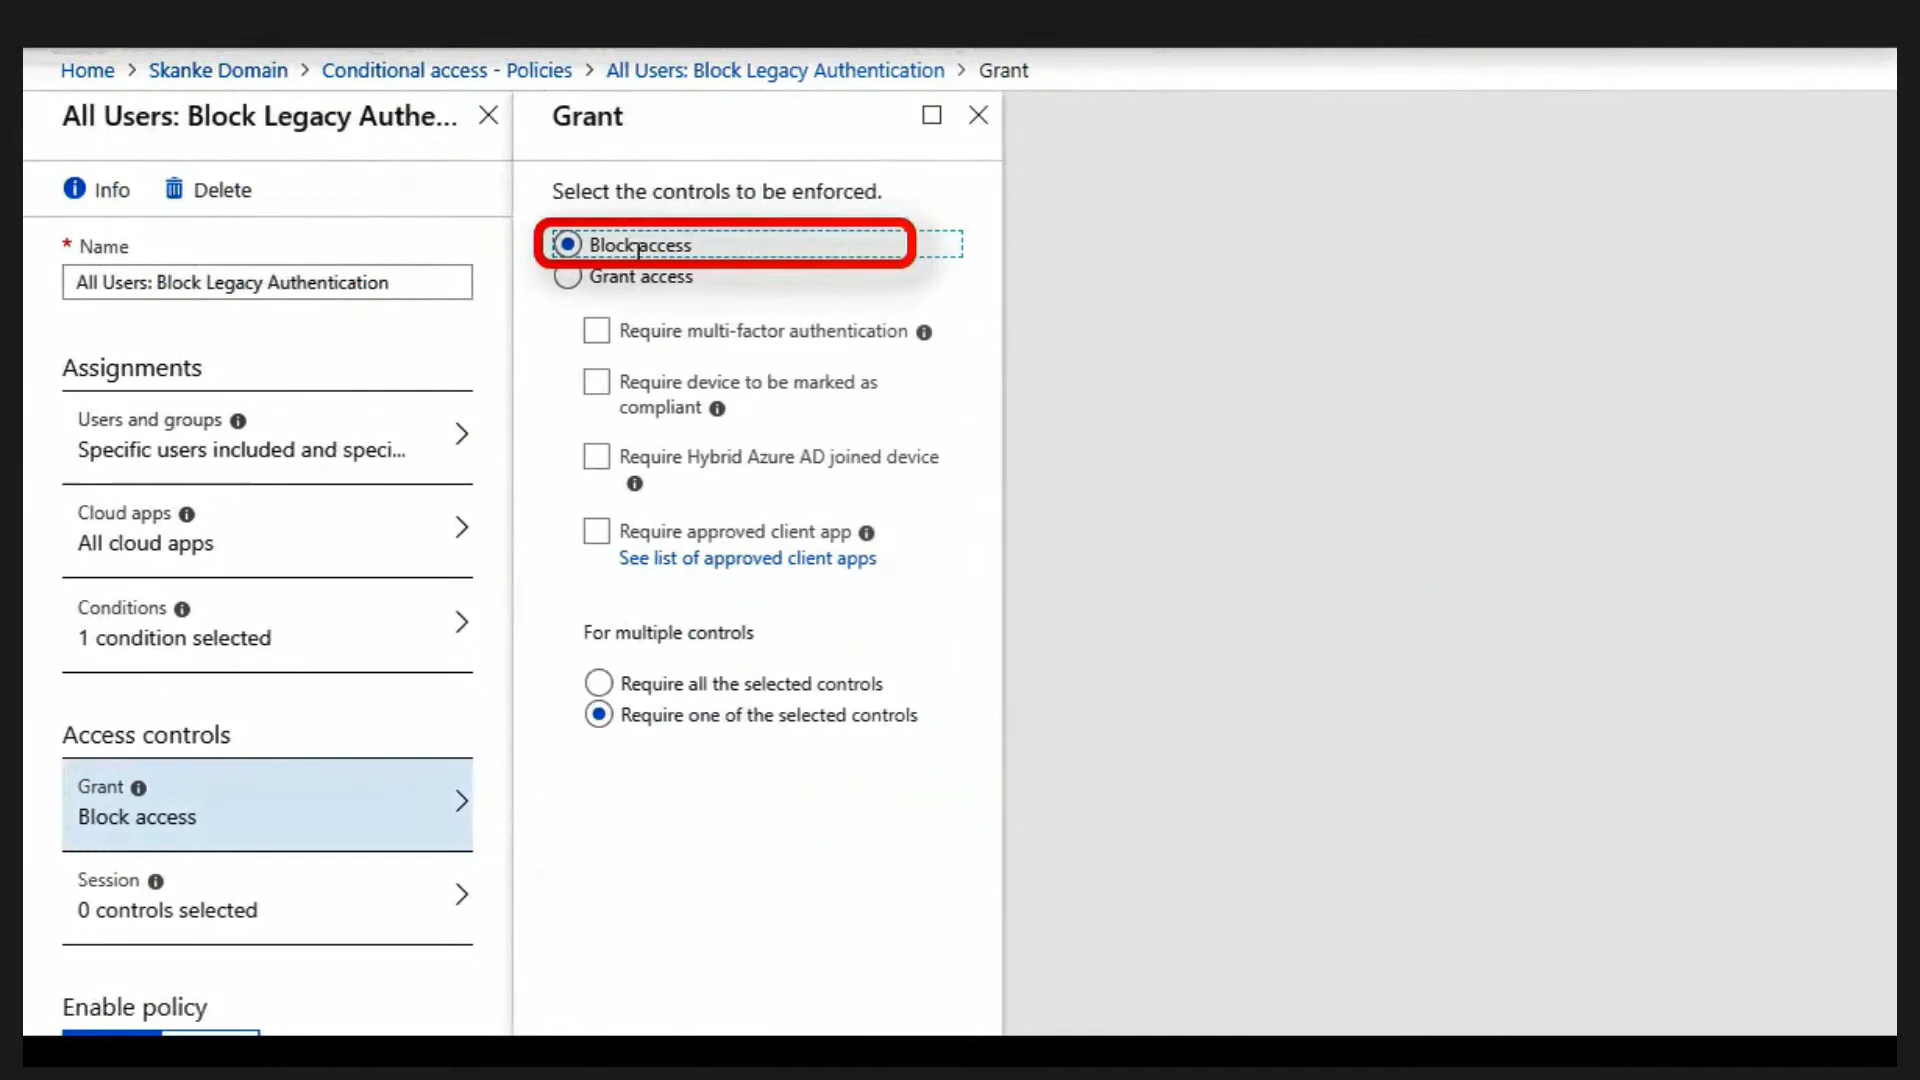 Home > Skanke Domain > Conditional access - Policies > All Users: Block Legacy Authentication > Grant
All Users: Block Legacy Authe...
Info Delete
* Name
All Users: Block Legacy Authentication
Assignments
Users and groups
Specific users included and speci...
Cloud apps
All cloud apps
Conditions
1 condition selected
Access controls
Grant
Block access
Session
0 controls selected
Enable policy
Grant
Select the controls to be enforced.
Block access
Grant access
Require multi-factor authentication
Require device to be marked as
compliant
Require Hybrid Azure AD joined device
Require approved client app
See list of approved client apps
For multiple controls
Require all the selected controls
Require one of the selected controls